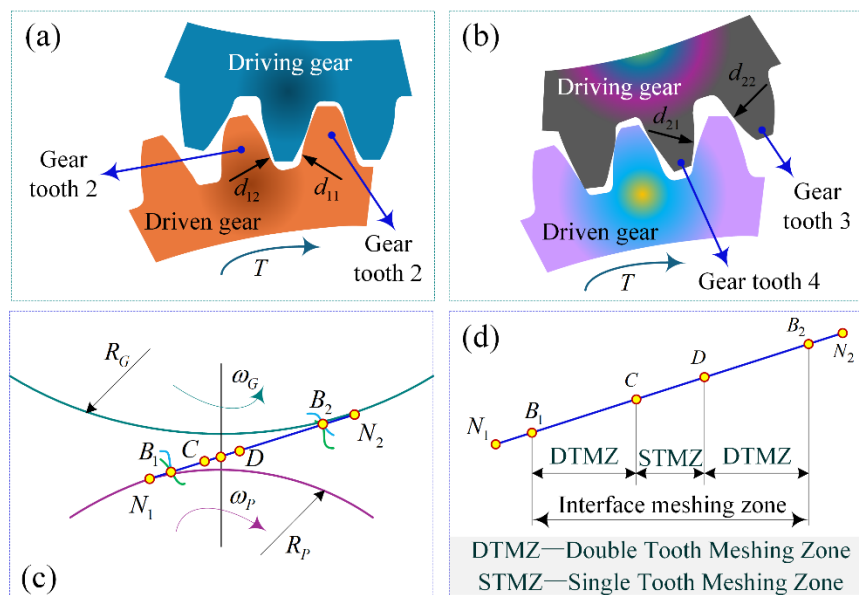 (a)
Driving gear
Gear
tooth 2
d12
d11
Driven gear
Gear
tooth 2
T
(b)
Driving gear
d22
d21
Gear
tooth 3
Driven gear
Gear tooth 4
T
(c)
RG
ωG
B2
N2
B1
C
D
N1
ωP
RP
(d)
B2
N2
D
C
B1
N1
DTMZ
STMZ
DTMZ
Interface meshing zone
DTMZ—Double Tooth Meshing Zone
STMZ—Single Tooth Meshing Zone